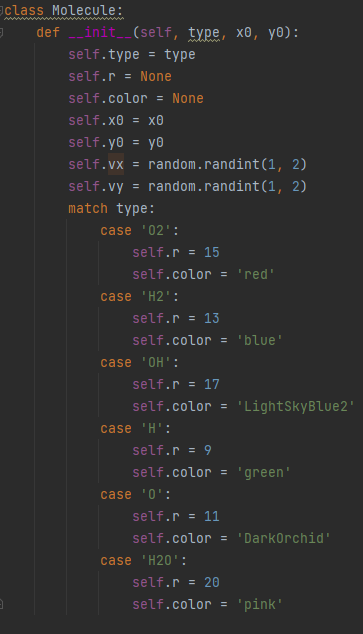 class Molecule:
    def __init__(self, type, x0, y0):
        self.type = type
        self.r = None
        self.color = None
        self.x0 = x0
        self.y0 = y0
        self.vx = random.randint(1, 2)
        self.vy = random.randint(1, 2)
        match type:
            case 'O2':
                self.r = 15
                self.color = 'red'
            case 'H2':
                self.r = 13
                self.color = 'blue'
            case 'OH':
                self.r = 17
                self.color = 'LightSkyBlue2'
            case 'H':
                self.r = 9
                self.color = 'green'
            case 'O':
                self.r = 11
                self.color = 'DarkOrchid'
            case 'H2O':
                self.r = 20
                self.color = 'pink'